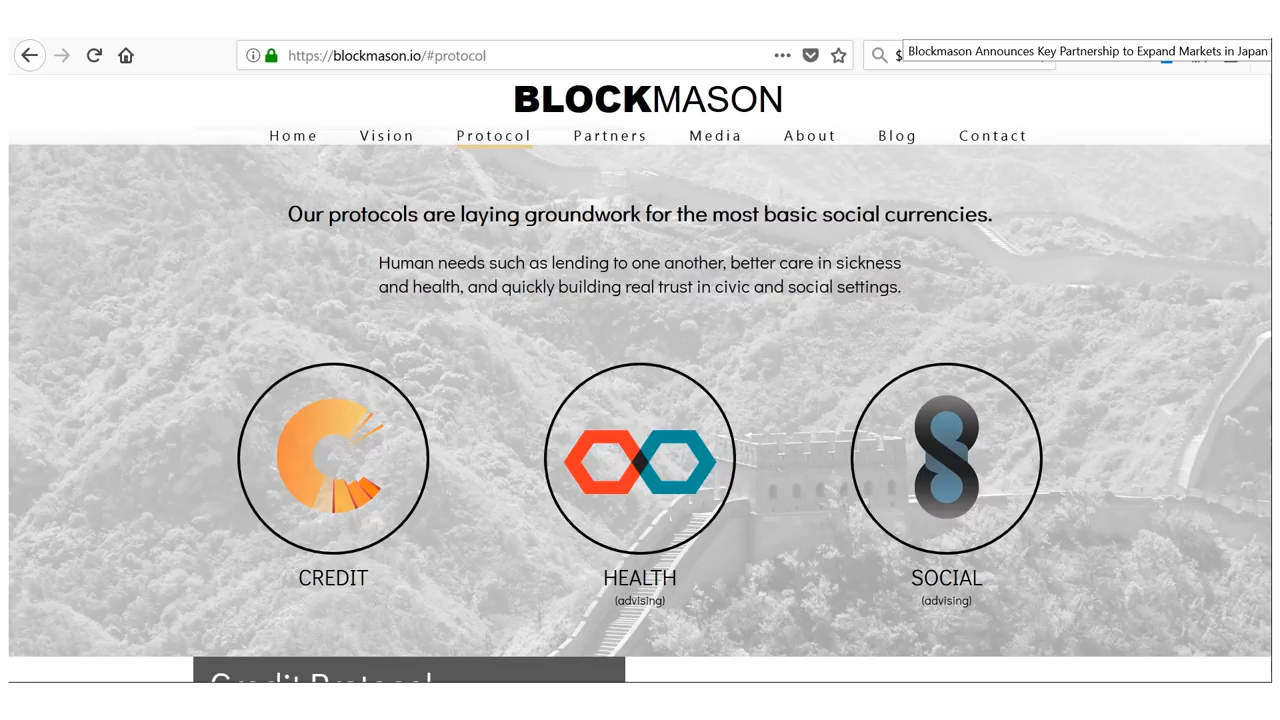 https://blockmason.io/#protocol
$
Blockmason Announces Key Partnership to Expand Markets in Japan
BLOCKMASON
Home Vision Protocol Partners Media About Blog Contact
Our protocols are laying groundwork for the most basic social currencies.
Human needs such as lending to one another, better care in sickness
and health, and quickly building real trust in civic and social settings.
CREDIT HEALTH SOCIAL
(advising) (advising)
Credit Protocol